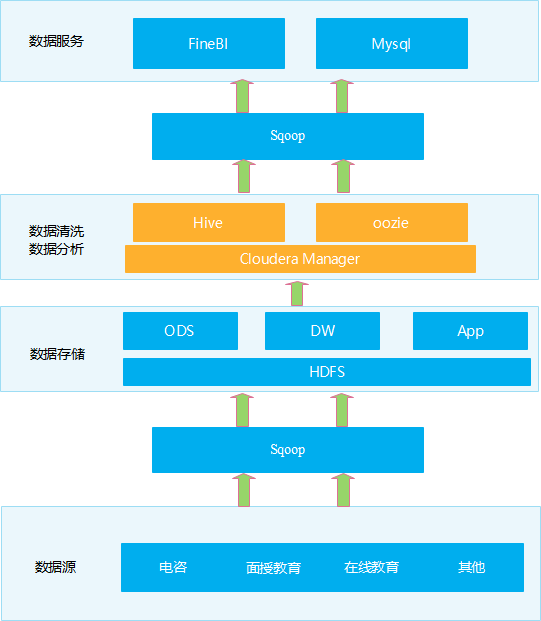 数据服务
FineBI
Mysql
Sqoop
数据清洗
数据分析
Hive
oozie
Cloudera Manager
数据存储
ODS
DW
App
HDFS
Sqoop
数据源
电咨
面授教育
在线教育
其他